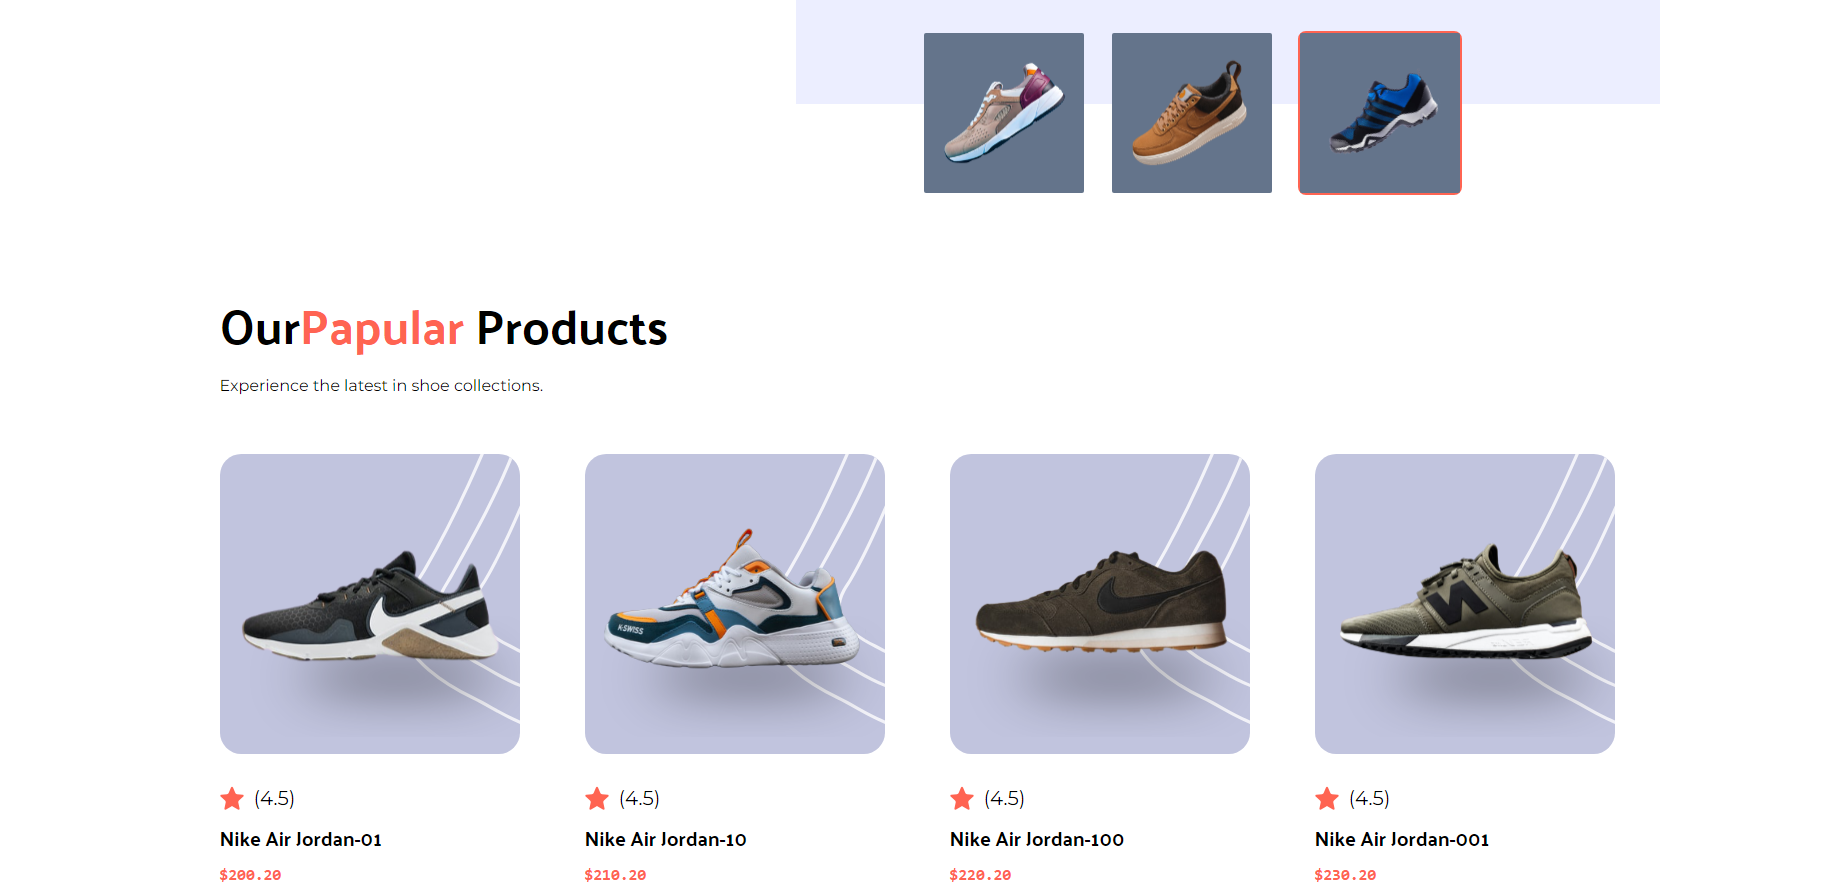 OurPapular Products
Experience the latest in shoe collections.
K·SWISS
(4.5)
(4.5)
(4.5)
(4.5)
Nike Air Jordan-01
Nike Air Jordan-10
Nike Air Jordan-100
Nike Air Jordan-001
$200.20
$210.20
$220.20
$230.20